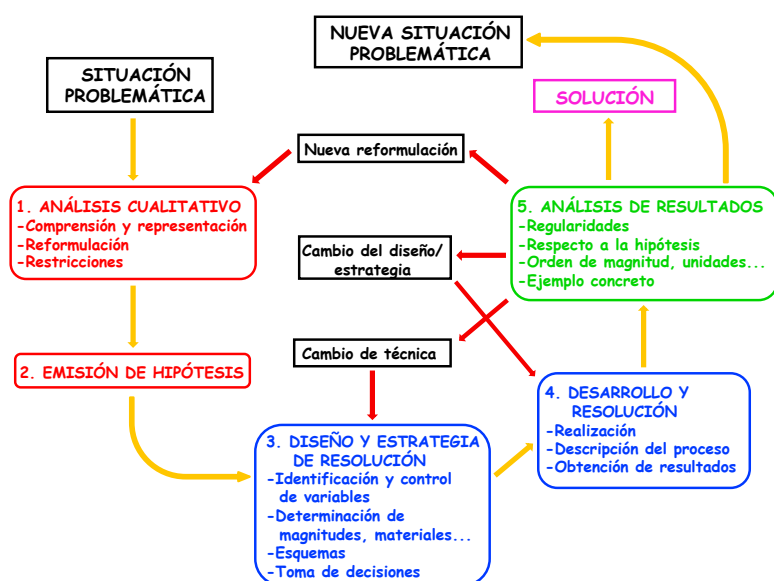 NUEVA SITUACIÓN
PROBLEMÁTICA
SITUACIÓN
PROBLEMÁTICA
SOLUCIÓN
Nueva reformulación
1. ANÁLISIS CUALITATIVO
-Comprensión y representación
-Reformulación
-Restricciones
5. ANÁLISIS DE RESULTADOS
-Regularidades
-Respecto a la hipótesis
-Orden de magnitud, unidades...
-Ejemplo concreto
Cambio del diseño/
estrategia
Cambio de técnica
2. EMISIÓN DE HIPÓTESIS
4. DESARROLLO Y
RESOLUCIÓN
-Realización
-Descripción del proceso
-Obtención de resultados
3. DISEÑO Y ESTRATEGIA
DE RESOLUCIÓN
-Identificación y control
de variables
-Determinación de
magnitudes, materiales...
-Esquemas
-Toma de decisiones